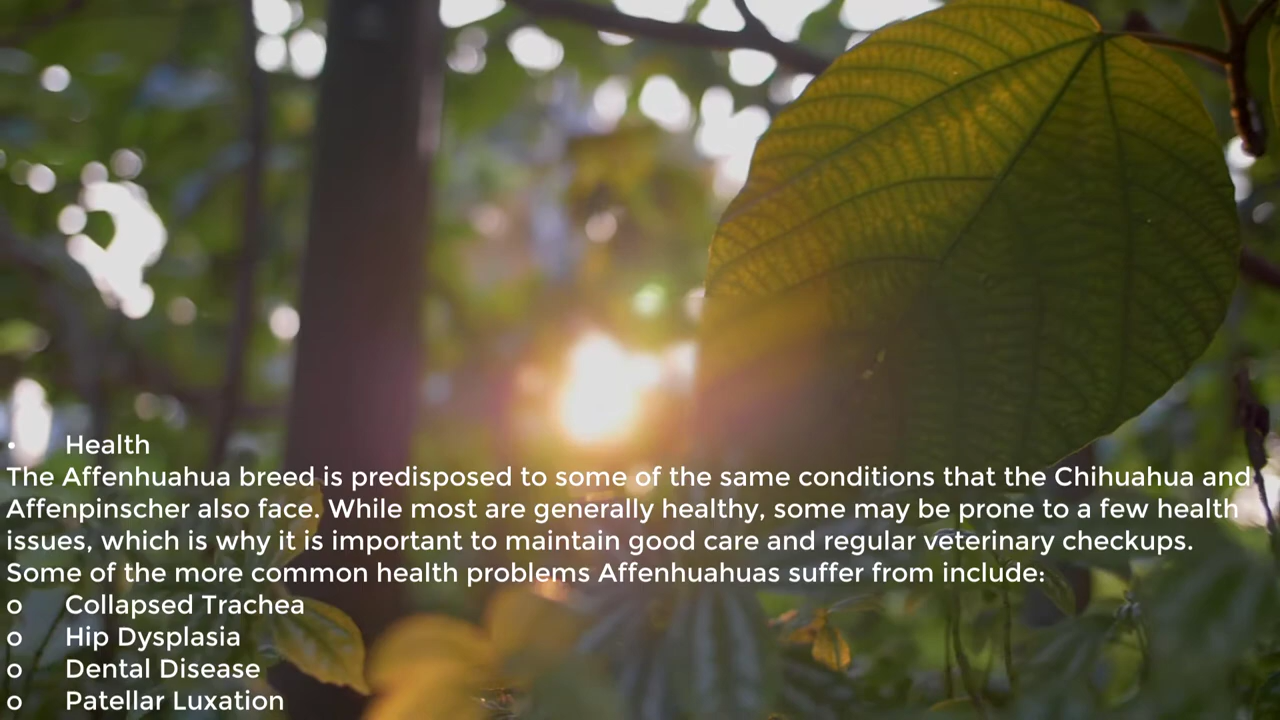 • Health
The Affenhuahua breed is predisposed to some of the same conditions that the Chihuahua and
Affenpinscher also face. While most are generally healthy, some may be prone to a few health
issues, which is why it is important to maintain good care and regular veterinary checkups.
Some of the more common health problems Affenhuahuas suffer from include:
o Collapsed Trachea
o Hip Dysplasia
o Dental Disease
o Patellar Luxation